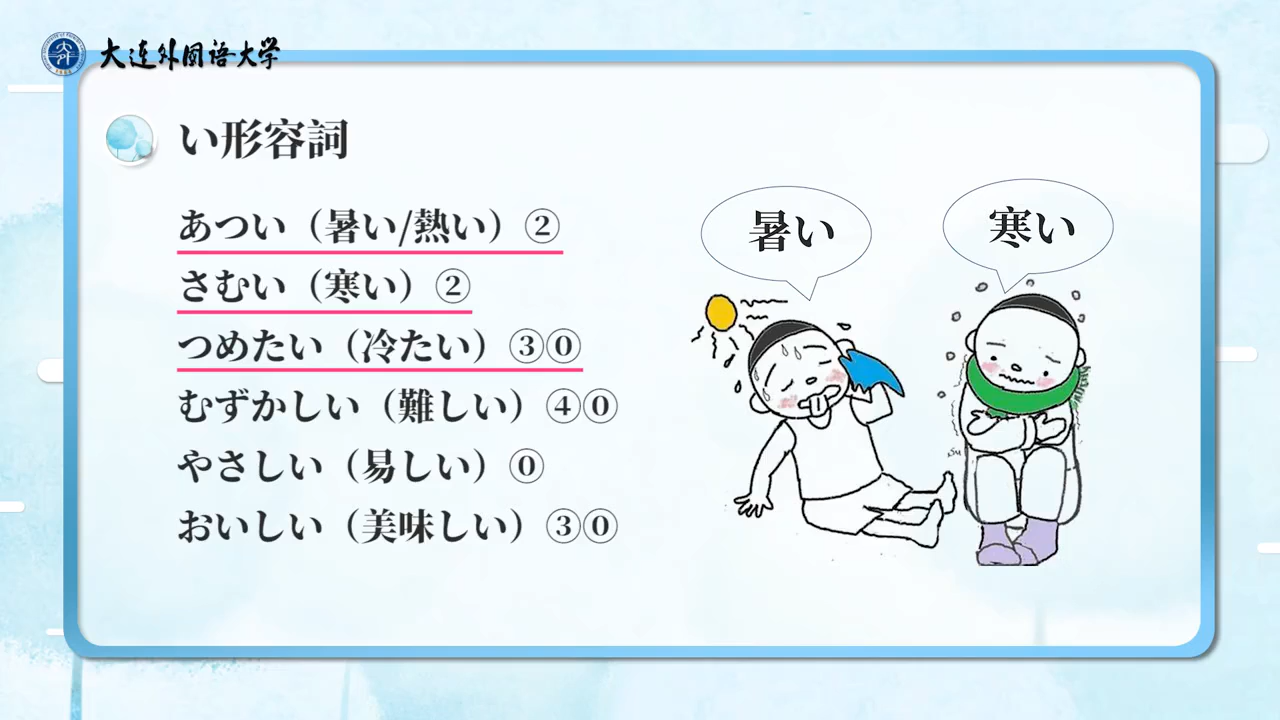 大连外国语大学
い形容詞
あつい（暑い/熱い）②
さむい（寒い）②
つめたい（冷たい）③⓪
むずかしい（難しい）④⓪
やさしい（易しい）⓪
おいしい（美味しい）③⓪
暑い
寒い